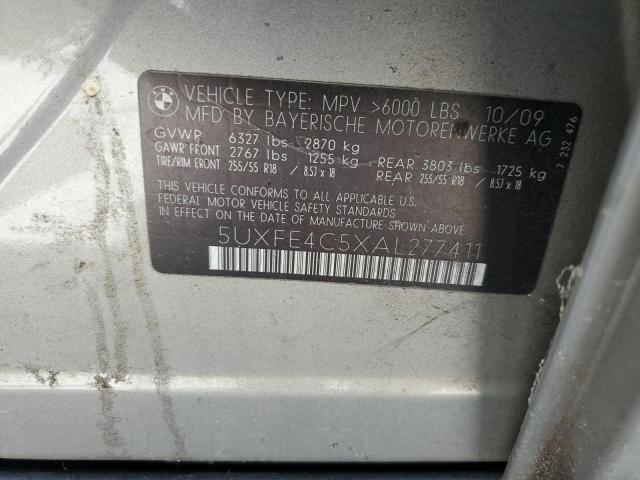 BMW
VEHICLE TYPE: MPV >6000 LBS 10/09
MFD BY BAYERISCHE MOTORENWERKE AG
GVWR 6327 lbs 2870 kg
GAWR FRONT 2767 lbs 1255 kg REAR 3803 lbs 1725 kg
TIRE/RIM FRONT 255/55 R18 / 8.5J x 18 REAR 255/55 R18 / 8.5J x 18
THIS VEHICLE CONFORMS TO ALL APPLICABLE U.S.
FEDERAL MOTOR VEHICLE SAFETY STANDARDS
IN EFFECT ON THE DATE OF MANUFACTURE SHOWN ABOVE
5UXFE4C5XAL277411
7 232 476